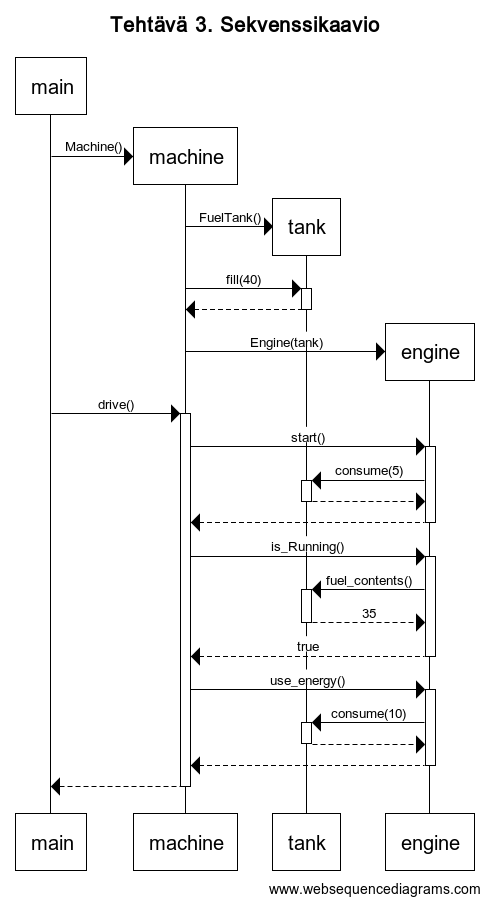 Tehtävä 3. Sekvenssikaavio
main
Machine()
machine
FuelTank()
tank
fill(40)
Engine(tank)
engine
drive()
start()
consume(5)
is_Running()
fuel_contents()
35
true
use_energy()
consume(10)
main
machine
tank
engine
www.websequencediagrams.com